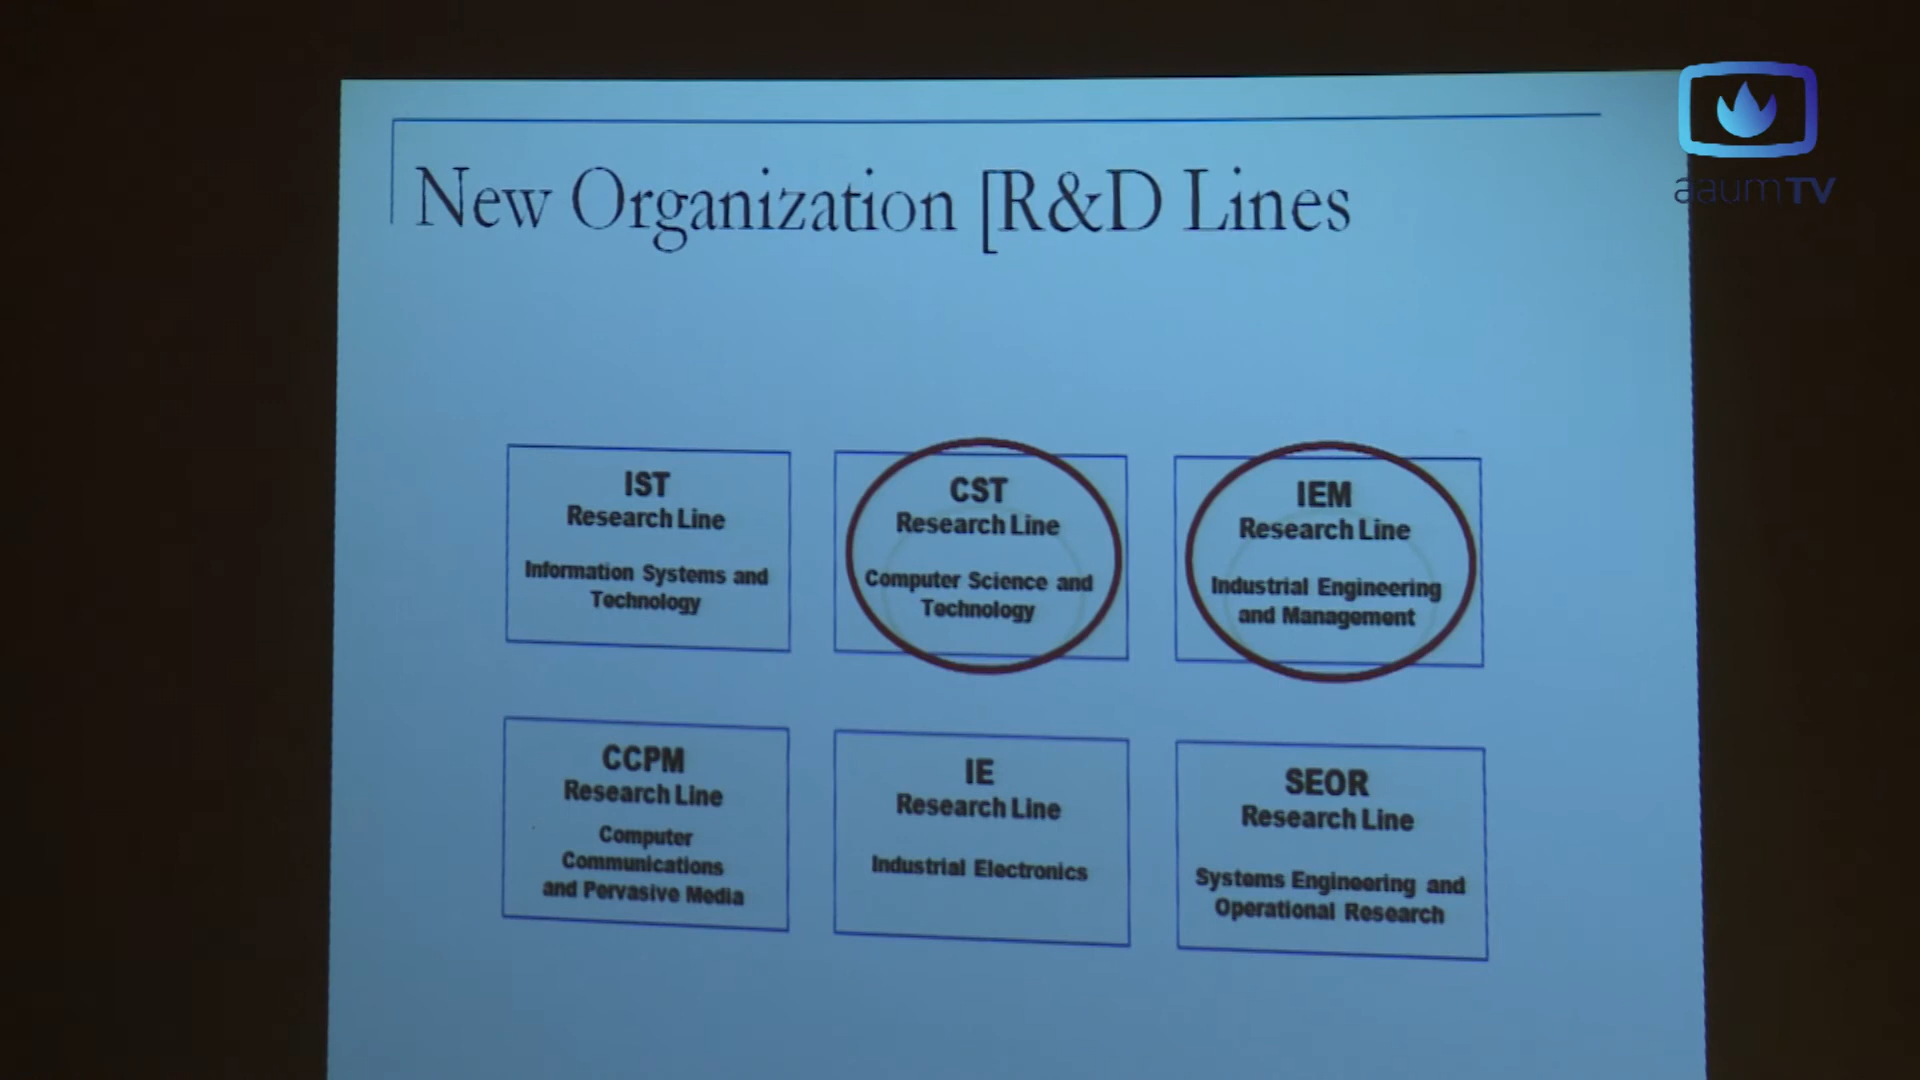 aaumTV
New Organization [R&D Lines
IST
Research Line
Information Systems and
Technology
CST
Research Line
Computer Science and
Technology
IEM
Research Line
Industrial Engineering
and Management
CCPM
Research Line
Computer
Communications
and Pervasive Media
IE
Research Line
Industrial Electronics
SEOR
Research Line
Systems Engineering and
Operational Research